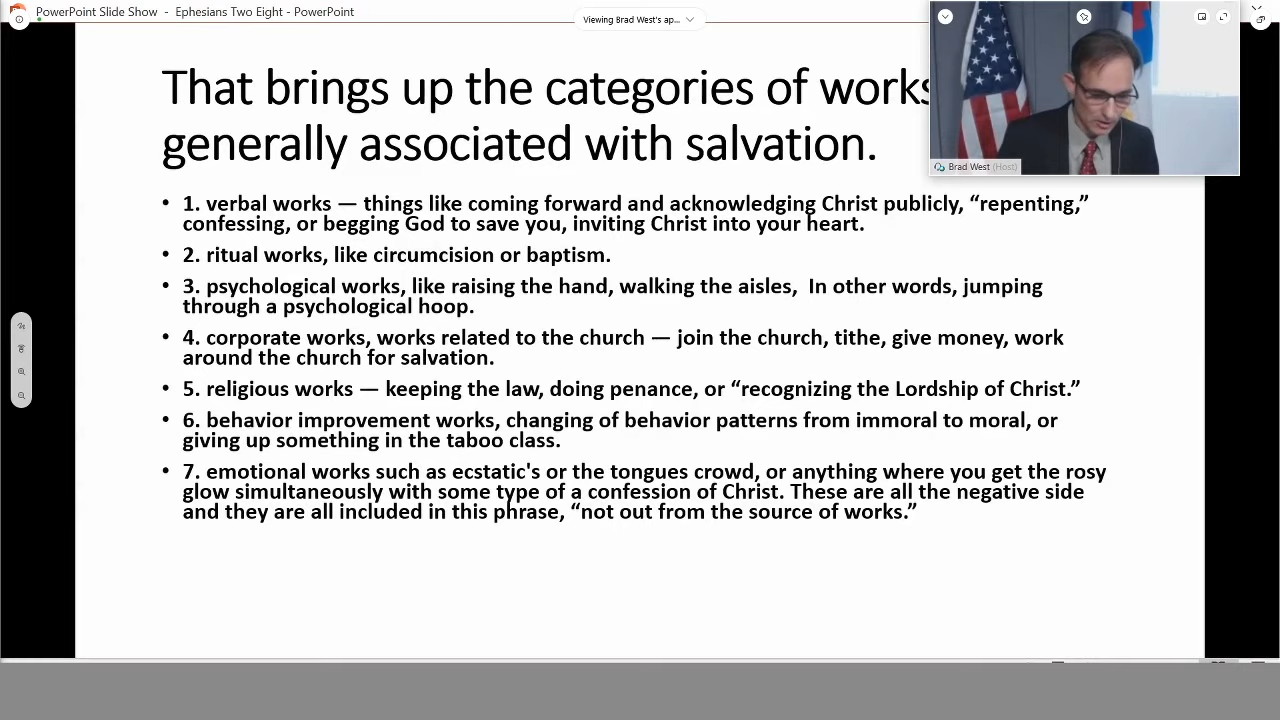 PowerPoint Slide Show - Ephesians Two Eight - PowerPoint
Viewing Brad West's ap...
That brings up the categories of works
generally associated with salvation.
Brad West (Host)
• 1. verbal works — things like coming forward and acknowledging Christ publicly, “repenting,”
confessing, or begging God to save you, inviting Christ into your heart.
• 2. ritual works, like circumcision or baptism.
• 3. psychological works, like raising the hand, walking the aisles,  In other words, jumping
through a psychological hoop.
• 4. corporate works, works related to the church — join the church, tithe, give money, work
around the church for salvation.
• 5. religious works — keeping the law, doing penance, or “recognizing the Lordship of Christ.”
• 6. behavior improvement works, changing of behavior patterns from immoral to moral, or
giving up something in the taboo class.
• 7. emotional works such as ecstatic's or the tongues crowd, or anything where you get the rosy
glow simultaneously with some type of a confession of Christ. These are all the negative side
and they are all included in this phrase, “not out from the source of works.”